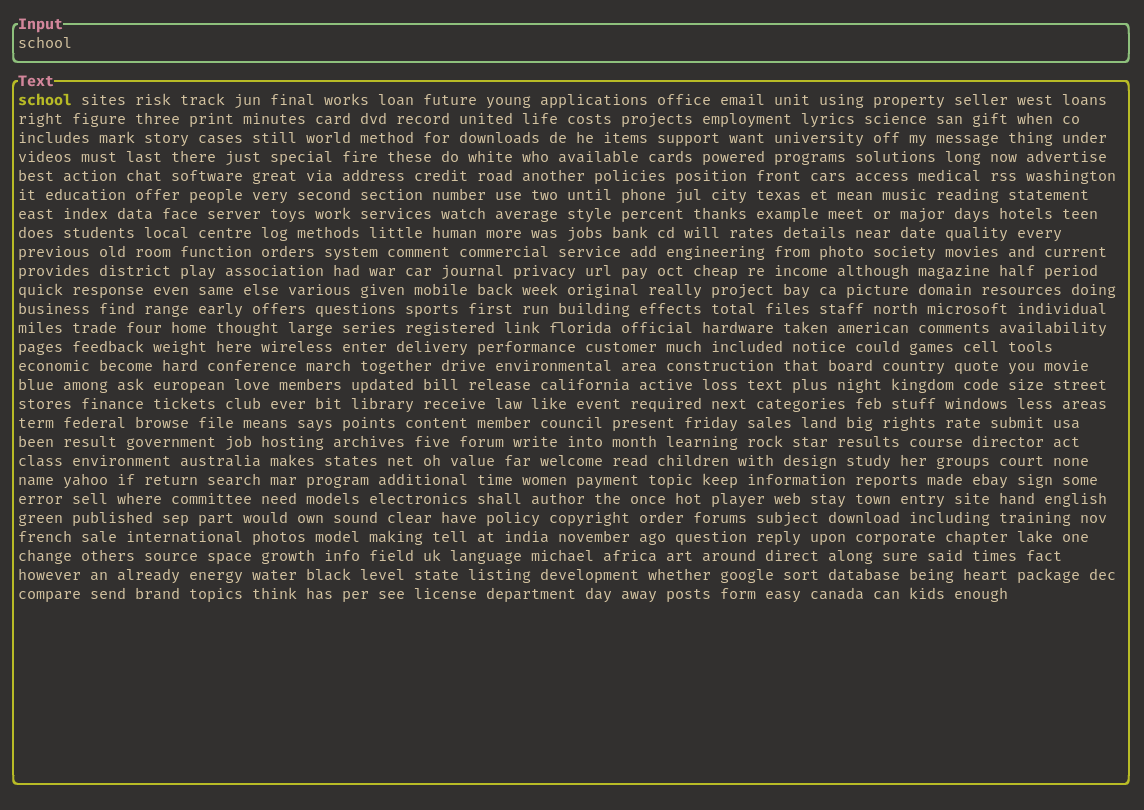 Input
school
Text
school sites risk track jun final works loan future young applications office email unit using property seller west loans
right figure three print minutes card dvd record united life costs projects employment lyrics science san gift when co
includes mark story cases still world method for downloads de he items support want university off my message thing under
videos must last there just special fire these do white who available cards powered programs solutions long now advertise
best action chat software great via address credit road another policies position front cars access medical rss washington
it education offer people very second section number use two until phone jul city texas et mean music reading statement
east index data face server toys work services watch average style percent thanks example meet or major days hotels teen
does students local centre log methods little human more was jobs bank cd will rates details near date quality every
previous old room function orders system comment commercial service add engineering from photo society movies and current
provides district play association had war car journal privacy url pay oct cheap re income although magazine half period
quick response even same else various given mobile back week original really project bay ca picture domain resources doing
business find range early offers questions sports first run building effects total files staff north microsoft individual
miles trade four home thought large series registered link florida official hardware taken american comments availability
pages feedback weight here wireless enter delivery performance customer much included notice could games cell tools
economic become hard conference march together drive environmental area construction that board country quote you movie
blue among ask european love members updated bill release california active loss text plus night kingdom code size street
stores finance tickets club ever bit library receive law like event required next categories feb stuff windows less areas
term federal browse file means says points content member council present friday sales land big rights rate submit usa
been result government job hosting archives five forum write into month learning rock star results course director act
class environment australia makes states net oh value far welcome read children with design study her groups court none
name yahoo if return search mar program additional time women payment topic keep information reports made ebay sign some
error sell where committee need models electronics shall author the once hot player web stay town entry site hand english
green published sep part would own sound clear have policy copyright order forums subject download including training nov
french sale international photos model making tell at india november ago question reply upon corporate chapter lake one
change others source space growth info field uk language michael africa art around direct along sure said times fact
however an already energy water black level state listing development whether google sort database being heart package dec
compare send brand topics think has per see license department day away posts form easy canada can kids enough